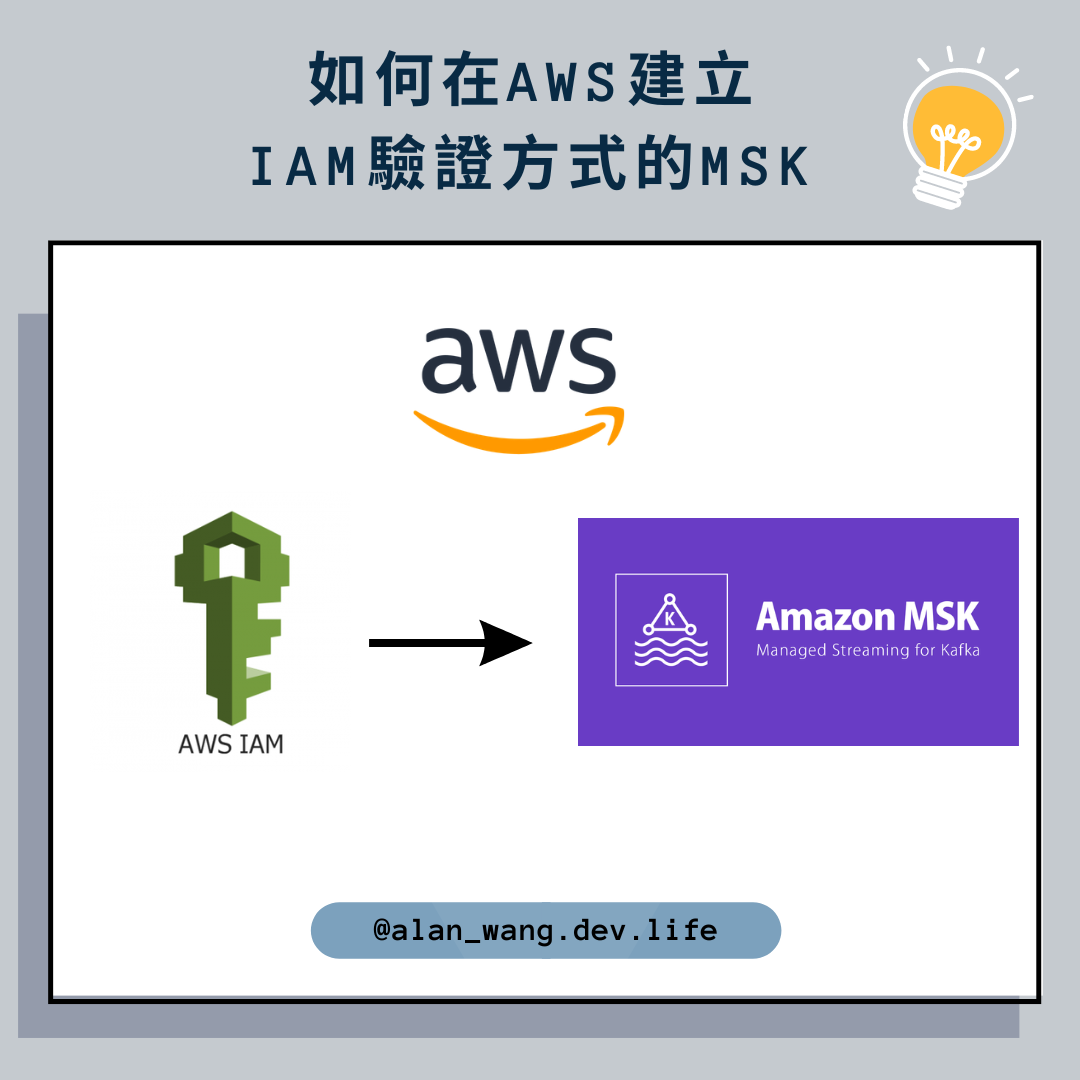 如何在AWS建立
IAM驗證方式的MSK
aws
AWS IAM
K
Amazon MSK
Managed Streaming for Kafka
@alan_wang.dev.life